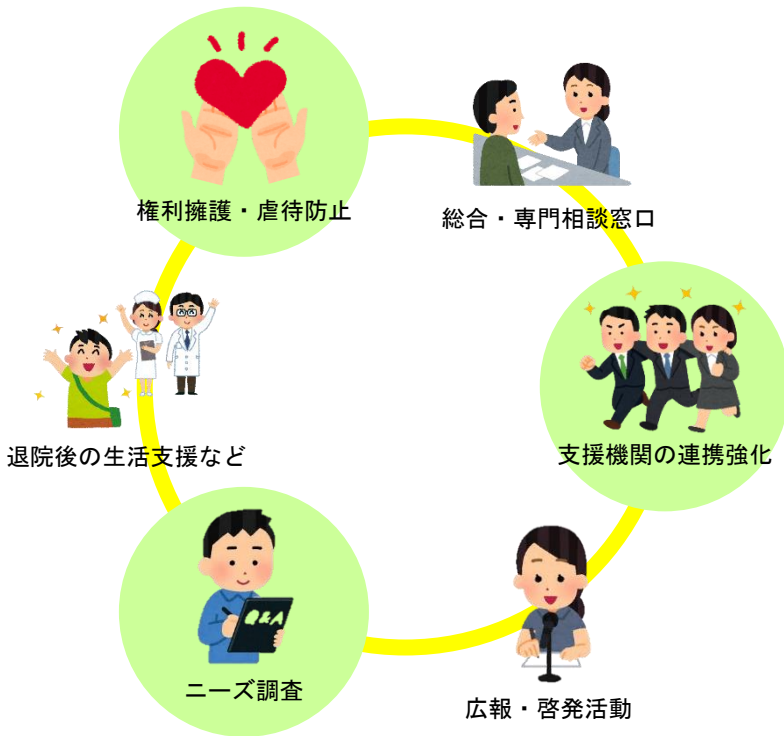 権利擁護・虐待防止
総合・専門相談窓口
支援機関の連携強化
広報・啓発活動
Q&A
ニーズ調査
退院後の生活支援など